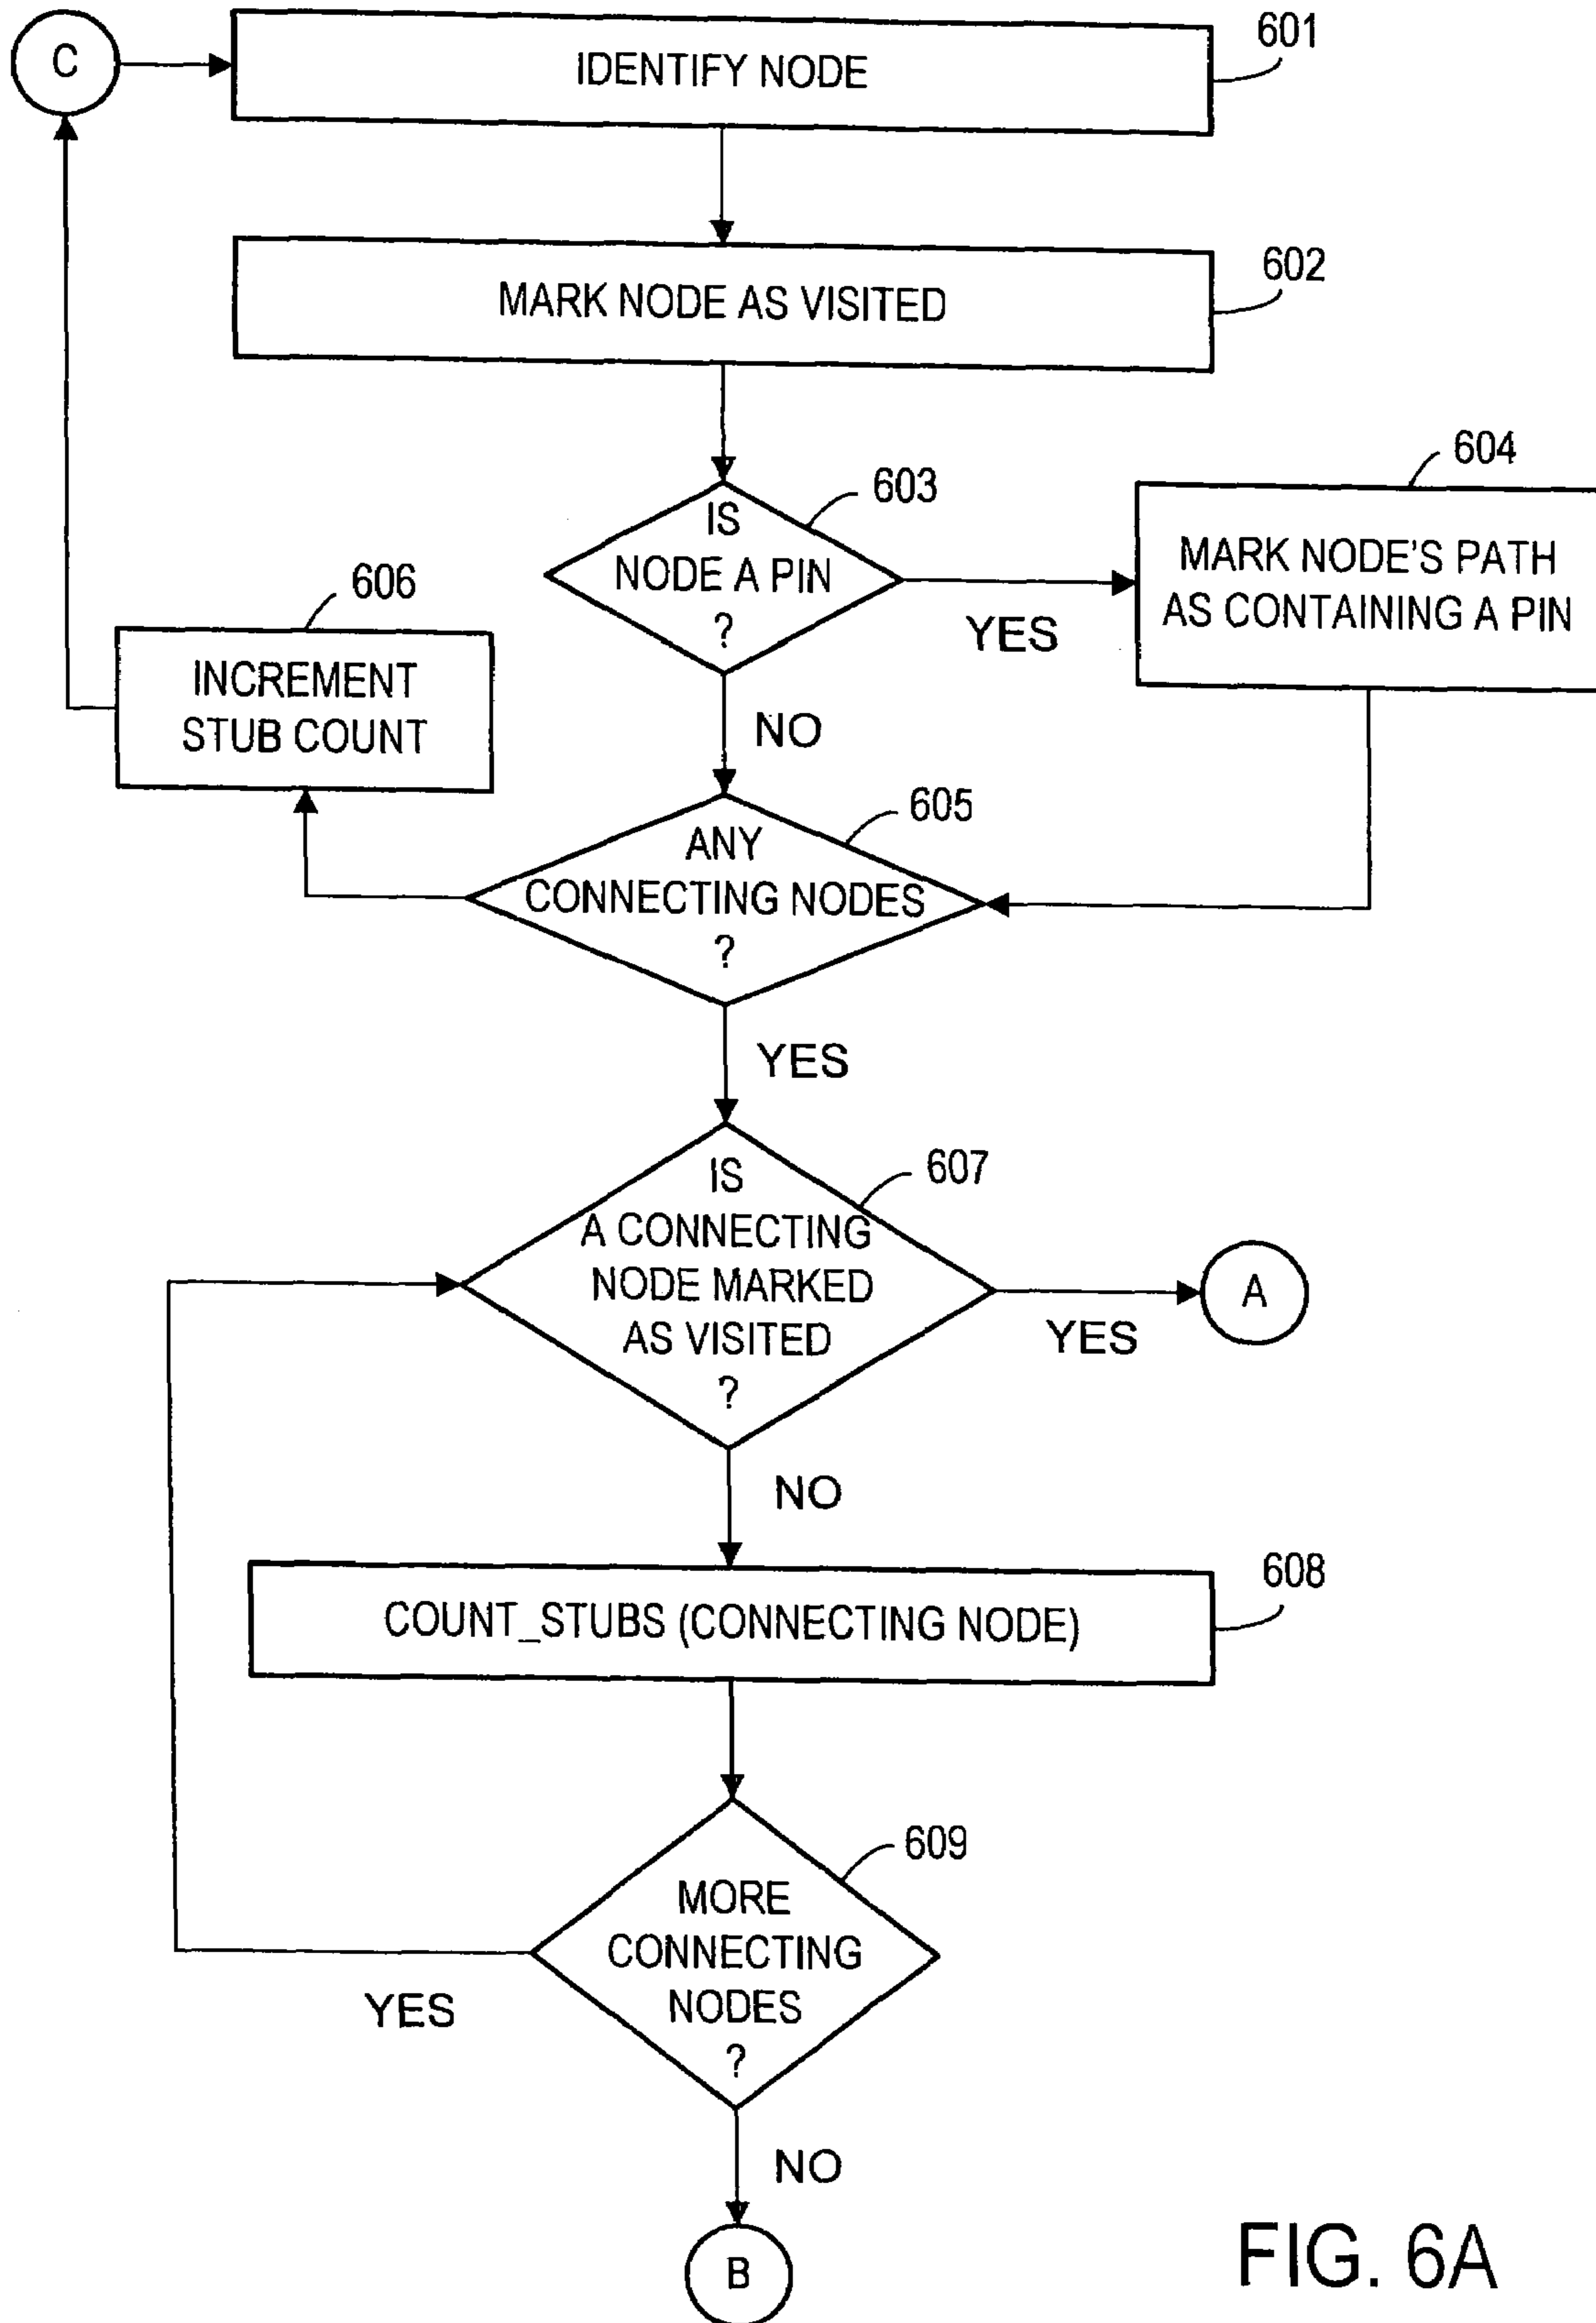 C
IDENTIFY NODE
601
MARK NODE AS VISITED
602
IS
NODE A PIN
?
603
YES
604
MARK NODE'S PATH
AS CONTAINING A PIN
606
INCREMENT
STUB COUNT
NO
605
ANY
CONNECTING NODES
?
YES
607
IS
A CONNECTING
NODE MARKED
AS VISITED
?
YES
A
NO
608
COUNT_STUBS (CONNECTING NODE)
609
MORE
CONNECTING
NODES
?
YES
NO
B
FIG. 6A